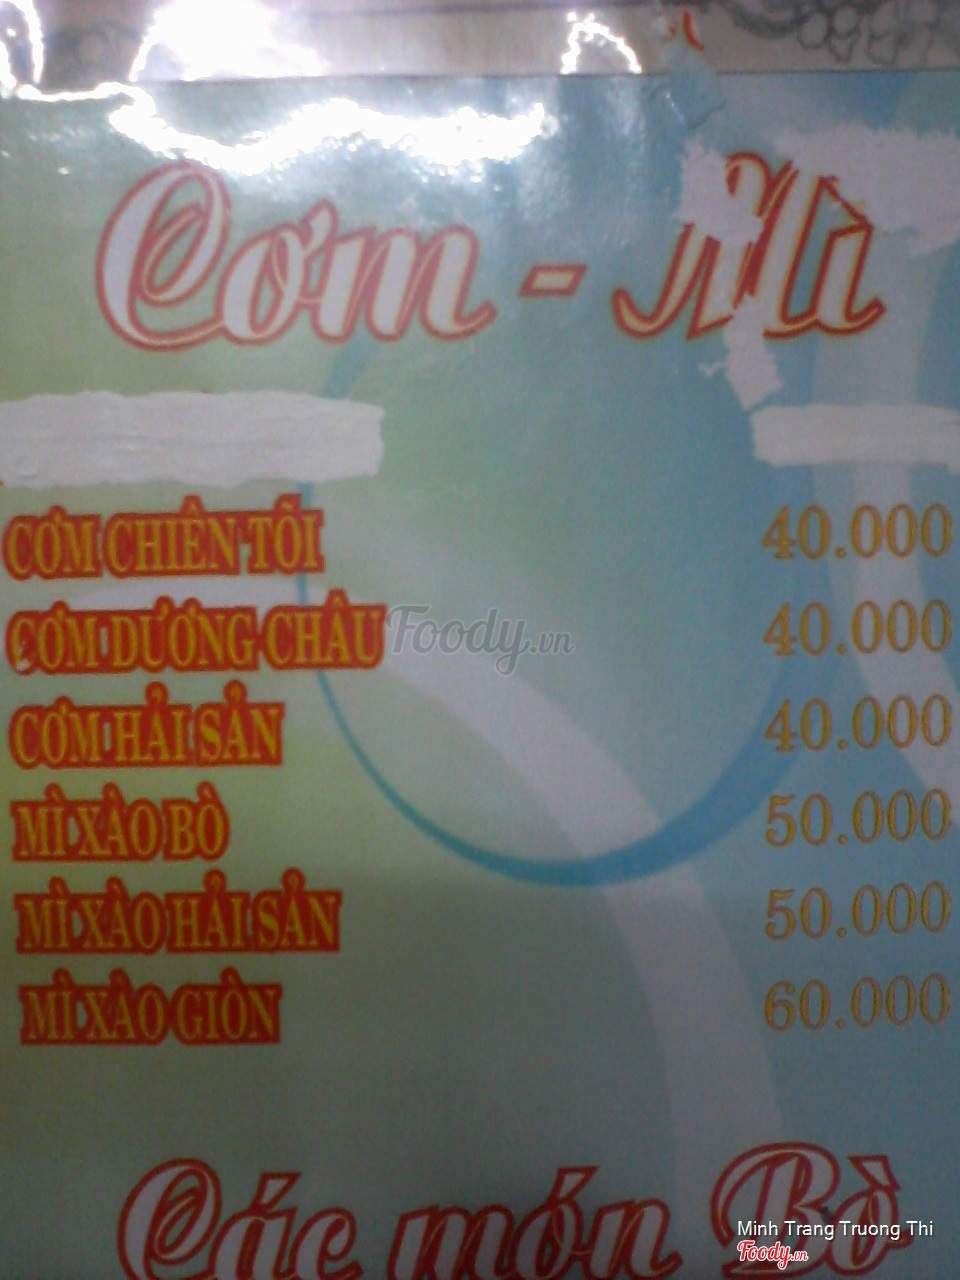 Cơm - Mì
CƠM CHIÊN TỎI 40.000
CƠM DƯƠNG CHÂU 40.000
CƠM HẢI SẢN 40.000
MÌ XÀO BÒ 50.000
MÌ XÀO HẢI SẢN 50.000
MÌ XÀO GIÒN 60.000
Các món Bò
Foody.vn
Minh Trang Truong Thi
Foody.vn